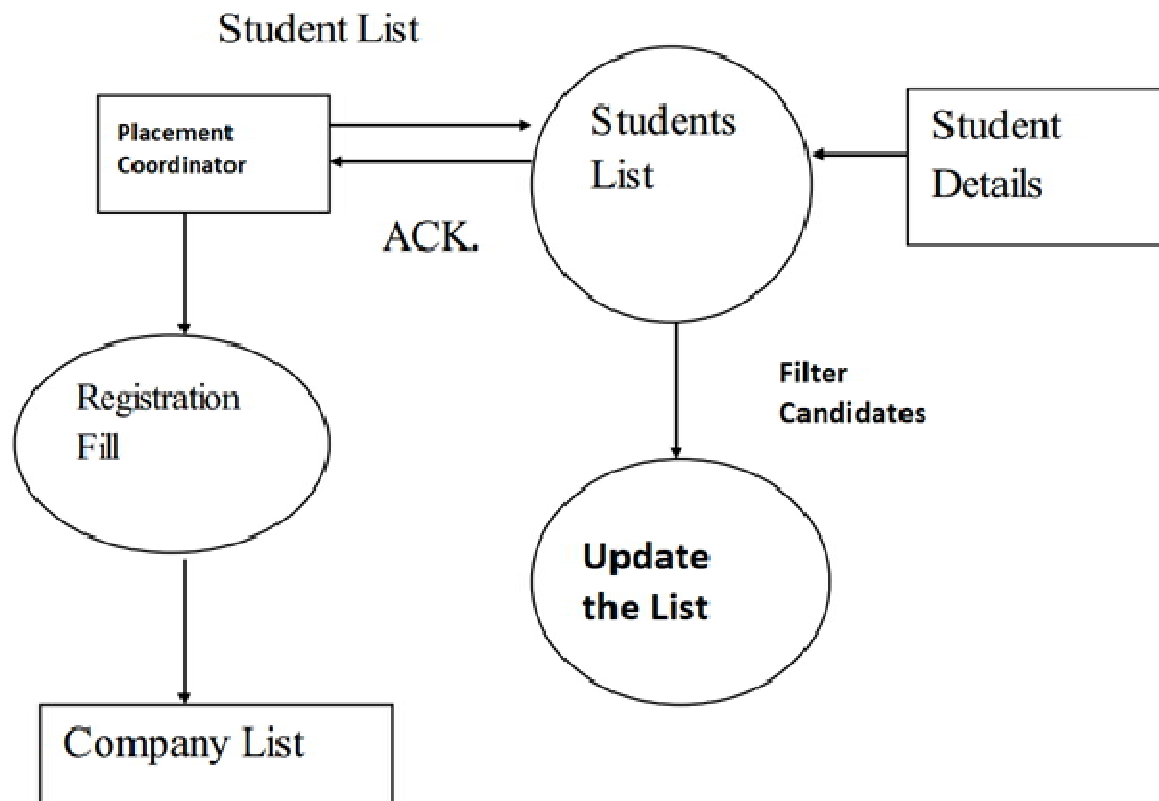 Student List
Placement
Coordinator
Students
List
Student
Details
ACK.
Registration
Fill
Filter
Candidates
Update
the List
Company List